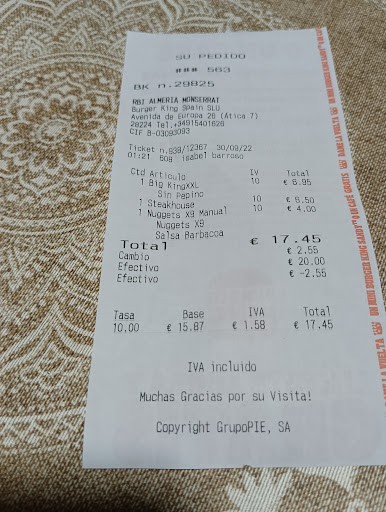 SU PEDIDO
### 563
BK n.29825
RBI ALMERIA MONSERRAT
Burger King Spain SLU
Avenida de Europa 26 (Atica 7)
28224 Tel.+34915401626
CIF B-03093093
Ticket n.939/12367 30/09/22
01:21 909 isabel barroso
Ctd Articulo IV Total
1 Big KingXXL 10 € 6.95
Sin Pepino
1 Steakhouse 10 € 6.50
1 Nuggets X9 Manual 10 € 4.00
Nuggets X9
Salsa Barbacoa
Total € 17.45
Cambio € 2.55
Efectivo € 20.00
Efectivo € -2.55
Tasa Base IVA Total
10.00 € 15.87 € 1.58 € 17.45
IVA incluido
Muchas Gracias por su Visita!
Copyright GrupoPIE, SA